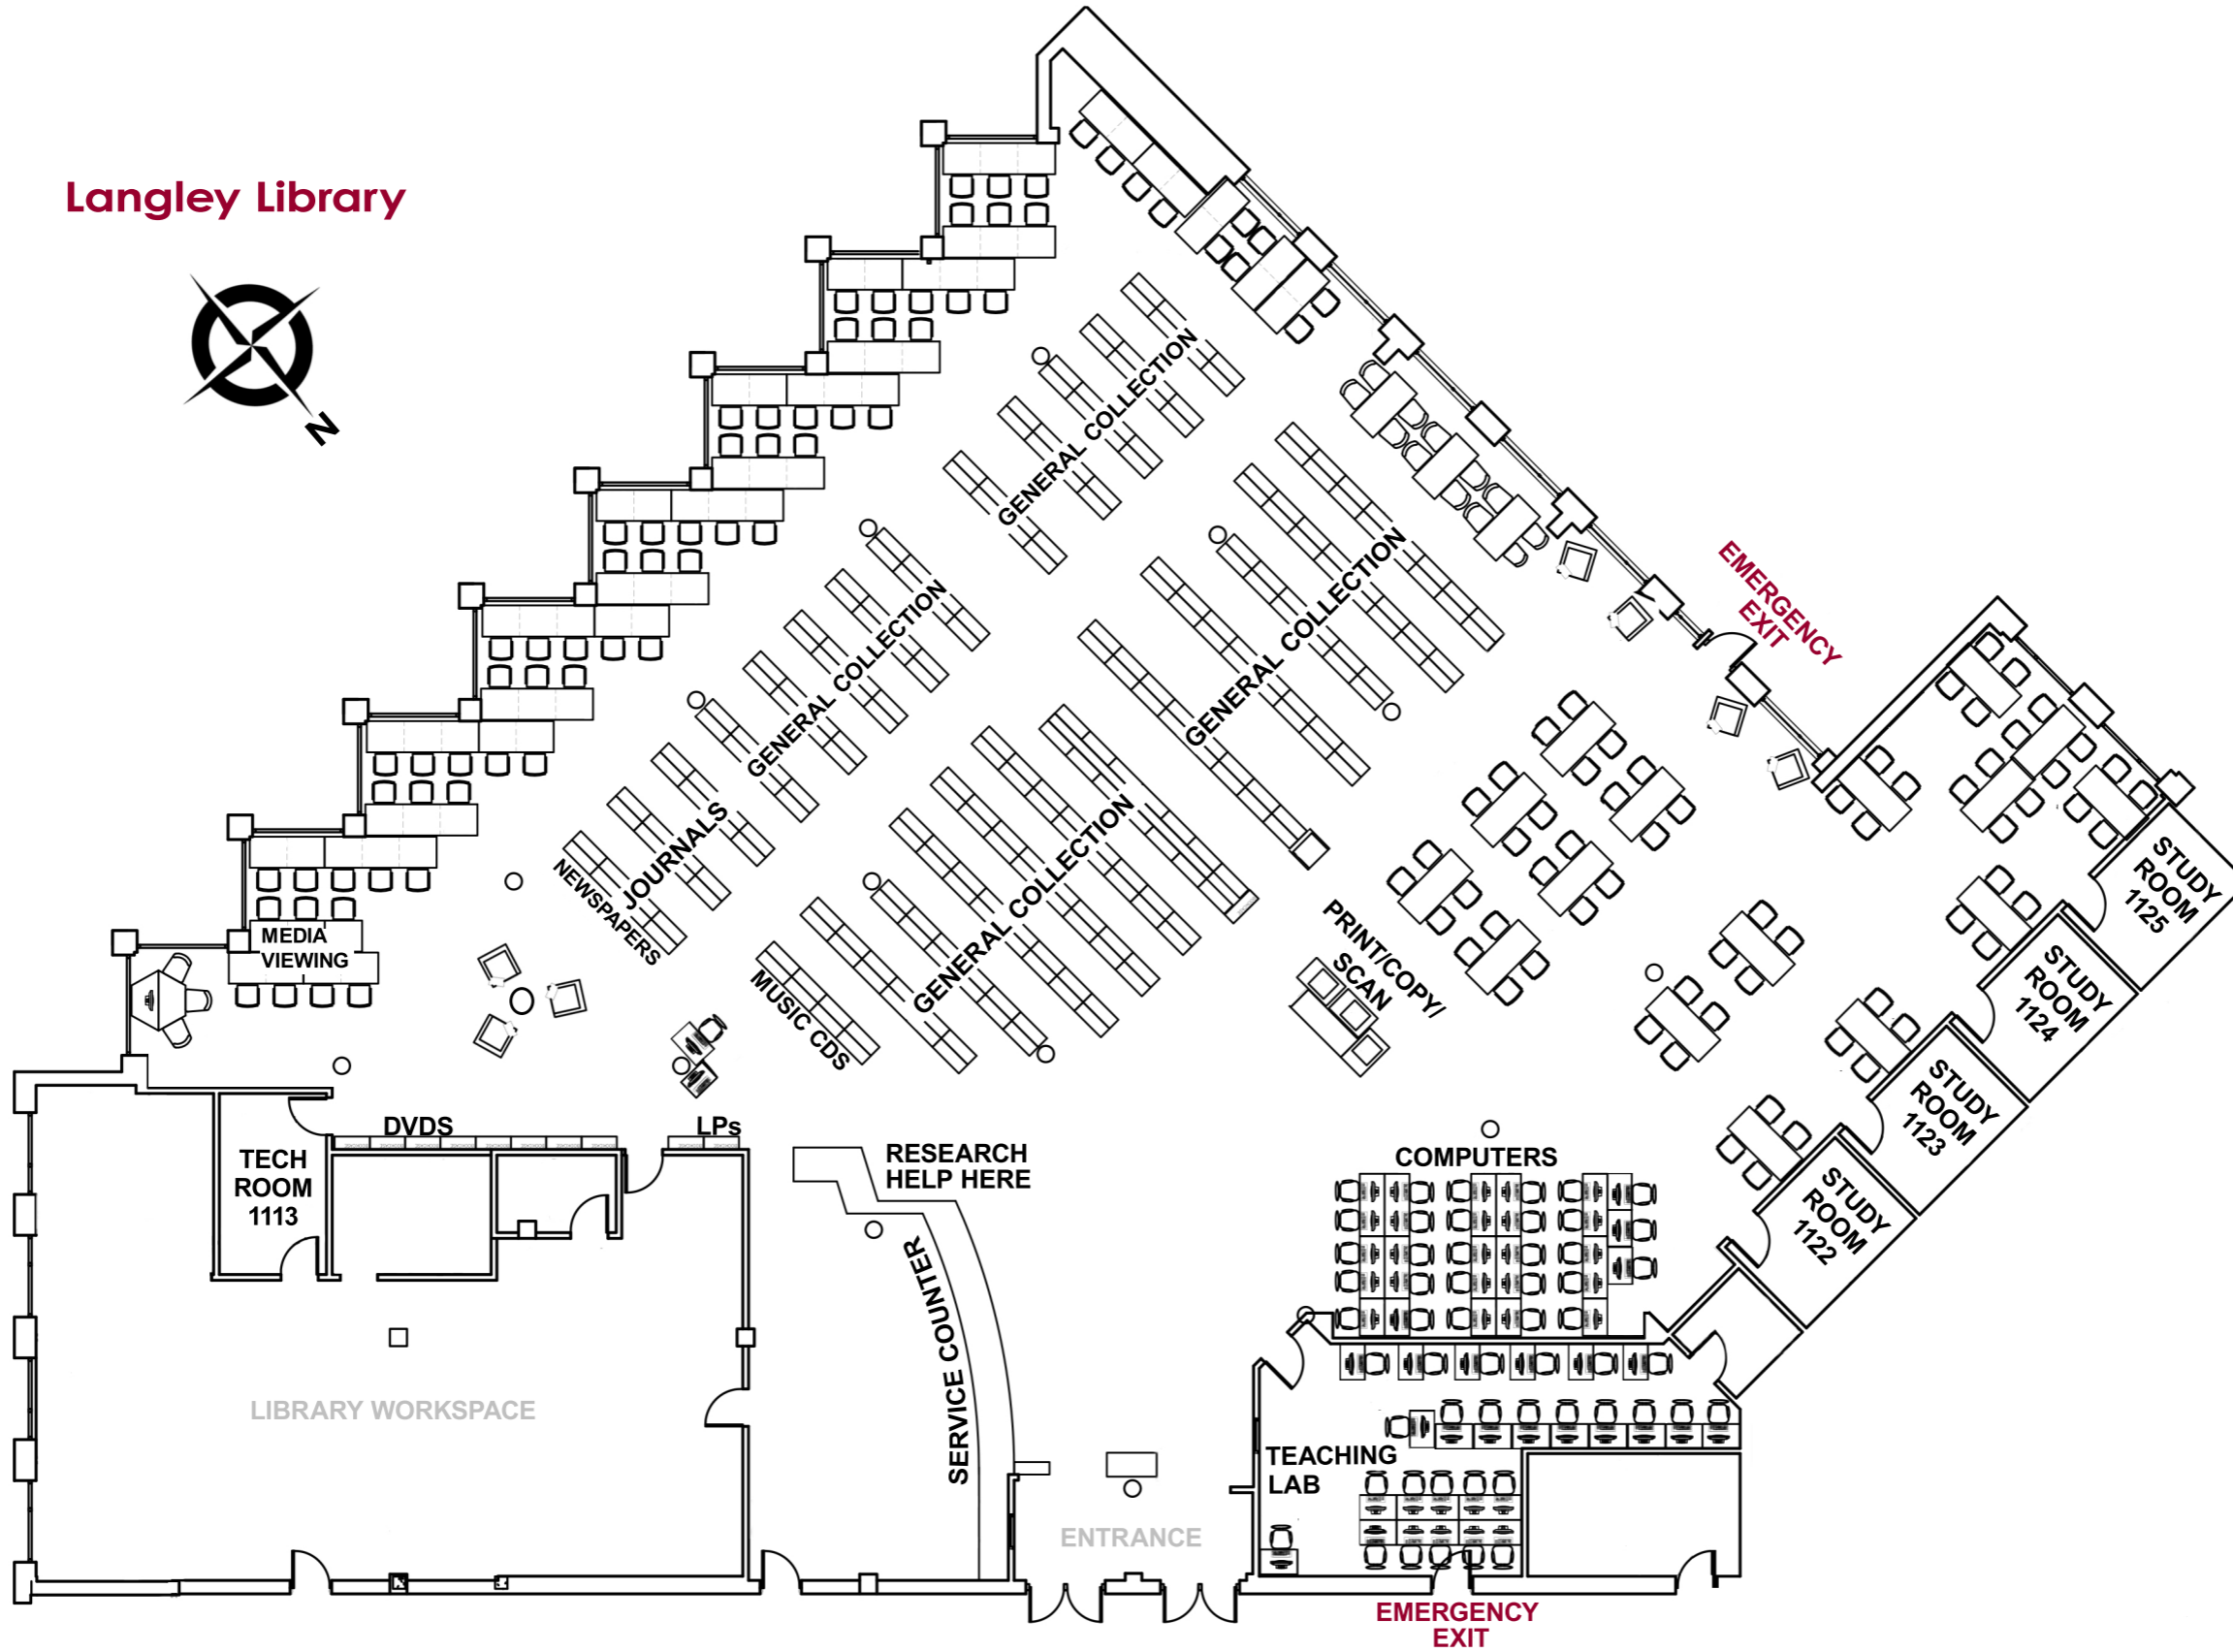 Langley Library
N
GENERAL COLLECTION
GENERAL COLLECTION
EMERGENCY
EXIT
GENERAL COLLECTION
JOURNALS
NEWSPAPERS
GENERAL COLLECTION
MUSIC CDS
PRINT/COPY/
SCAN
STUDY
ROOM
1125
STUDY
ROOM
1124
STUDY
ROOM
1123
STUDY
ROOM
1122
MEDIA
VIEWING
DVDS
LPs
TECH
ROOM
1113
RESEARCH
HELP HERE
COMPUTERS
SERVICE COUNTER
LIBRARY WORKSPACE
TEACHING
LAB
ENTRANCE
EMERGENCY
EXIT